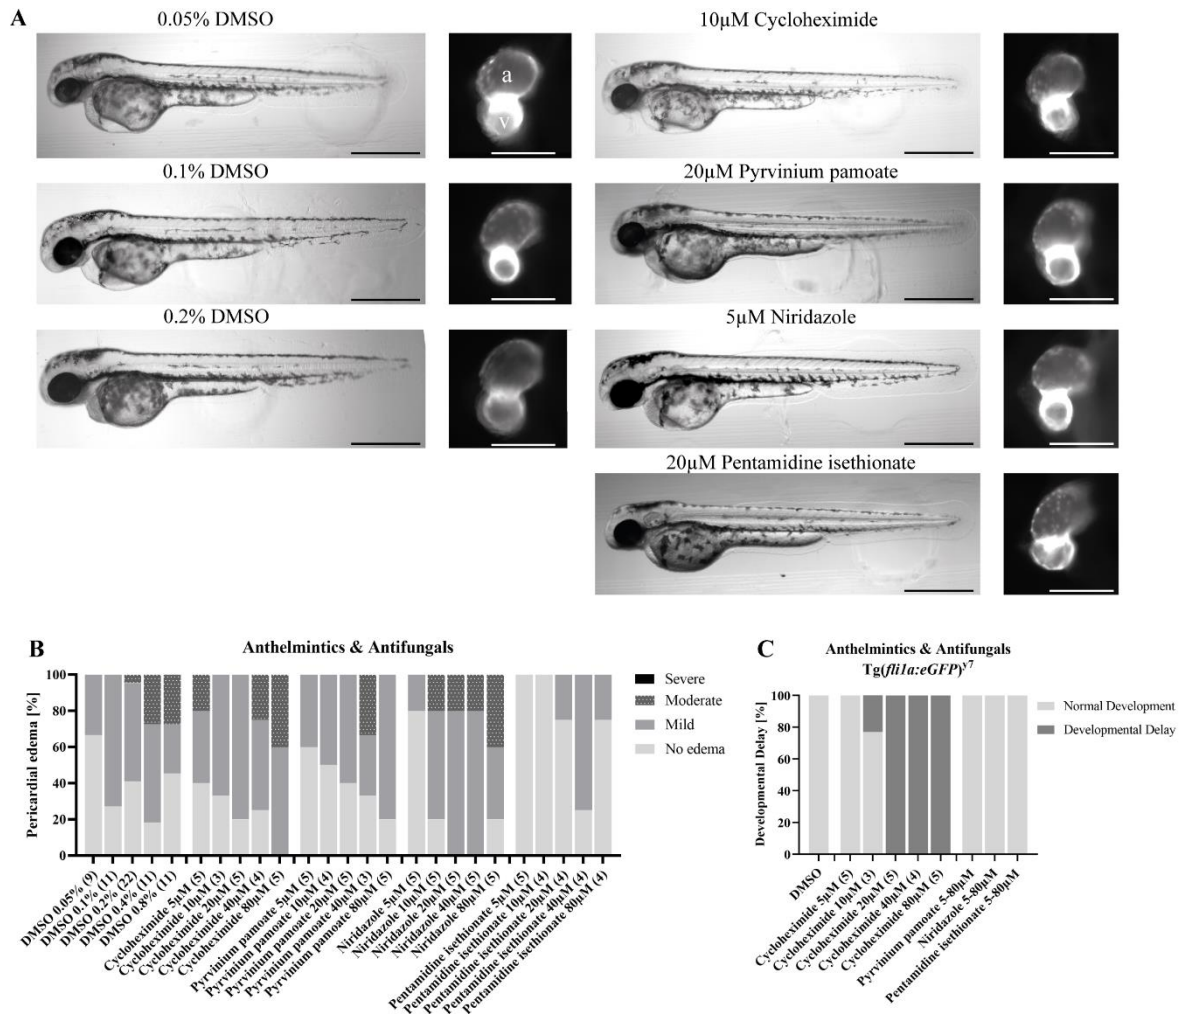 A
0.05% DMSO
10µM Cycloheximide
a
v
0.1% DMSO
20µM Pyrvinium pamoate
0.2% DMSO
5µM Niridazole
20µM Pentamidine isethionate
B
Anthelmintics & Antifungals
Pericardial edema [%]
100
80
60
40
20
0
Severe
Moderate
Mild
No edema
DMSO 0.05% (9)
DMSO 0.1% (11)
DMSO 0.2% (22)
DMSO 0.4% (11)
DMSO 0.8% (11)
Cycloheximide 5µM (5)
Cycloheximide 10µM (3)
Cycloheximide 20µM (5)
Cycloheximide 40µM (4)
Cycloheximide 80µM (5)
Pyrvinium pamoate 5µM (5)
Pyrvinium pamoate 10µM (4)
Pyrvinium pamoate 20µM (5)
Pyrvinium pamoate 40µM (3)
Pyrvinium pamoate 80µM (5)
Niridazole 5µM (5)
Niridazole 10µM (5)
Niridazole 20µM (5)
Niridazole 40µM (5)
Niridazole 80µM (5)
Pentamidine isethionate 5µM (5)
Pentamidine isethionate 10µM (4)
Pentamidine isethionate 20µM (4)
Pentamidine isethionate 40µM (4)
Pentamidine isethionate 80µM (4)
C
Anthelmintics & Antifungals
Tg(fli1a:eGFP)y7
Developmental Delay [%]
100
80
60
40
20
0
Normal Development
Developmental Delay
DMSO
Cycloheximide 5µM (5)
Cycloheximide 10µM (3)
Cycloheximide 20µM (5)
Cycloheximide 40µM (4)
Cycloheximide 80µM (5)
Pyrvinium pamoate 5-80µM
Niridazole 5-80µM
Pentamidine isethionate 5-80µM